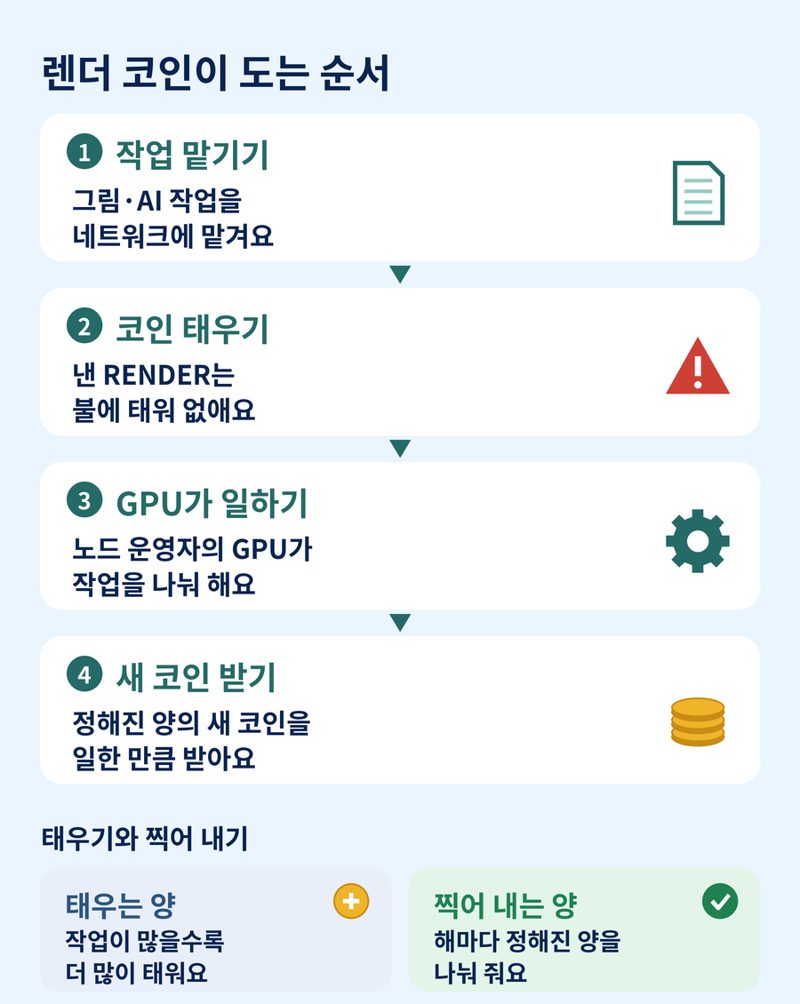 렌더 코인이 도는 순서
1 작업 맡기기
그림·AI 작업을
네트워크에 맡겨요
2 코인 태우기
낸 RENDER는
불에 태워 없애요
3 GPU가 일하기
노드 운영자의 GPU가
작업을 나눠 해요
4 새 코인 받기
정해진 양의 새 코인을
일한 만큼 받아요
태우기와 찍어 내기
태우는 양
작업이 많을수록
더 많이 태워요
찍어 내는 양
해마다 정해진 양을
나눠 줘요